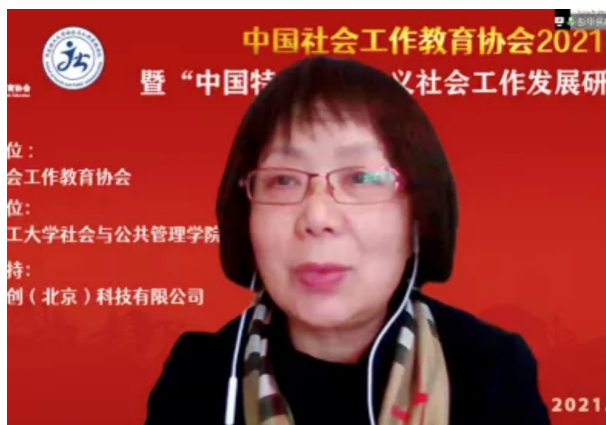 中国社会工作教育协会2021
暨“中国特
义社会工作发展研
位：
会工作教育协会
位：
工大学社会与公共管理学院
持：
创（北京）科技有限公司
2021.